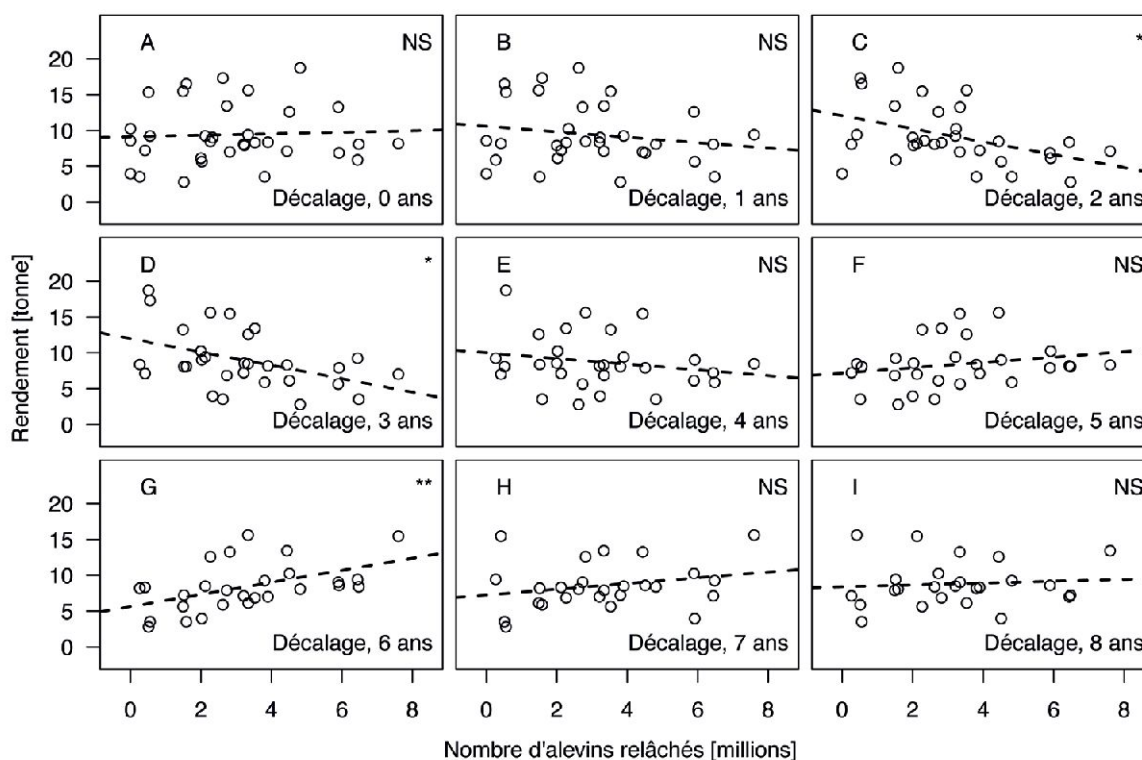 A NS
B NS
C *
20
15
10
5
0
Décalage, 0 ans
Décalage, 1 ans
Décalage, 2 ans
D *
E NS
F NS
20
15
10
5
0
Décalage, 3 ans
Décalage, 4 ans
Décalage, 5 ans
G **
H NS
I NS
20
15
10
5
0
Décalage, 6 ans
Décalage, 7 ans
Décalage, 8 ans
0 2 4 6 8
0 2 4 6 8
0 2 4 6 8
Rendement [tonne]
Nombre d'alevins relâchés [millions]